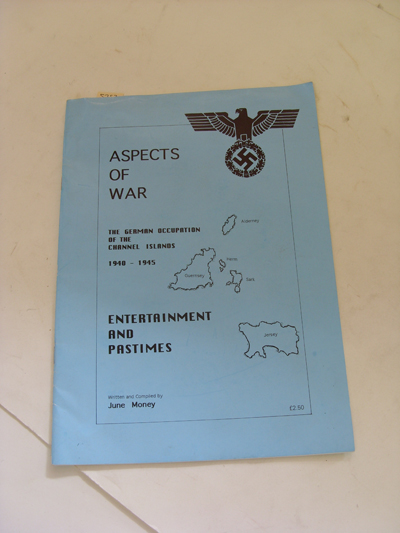 ASPECTS
OF
WAR
THE GERMAN OCCUPATION
OF THE
CHANNEL ISLANDS
1940 - 1945
Alderney
Herm
Guernsey
Sark
ENTERTAINMENT
AND
PASTIMES
Jersey
Written and Compiled by
June Money
£2.50